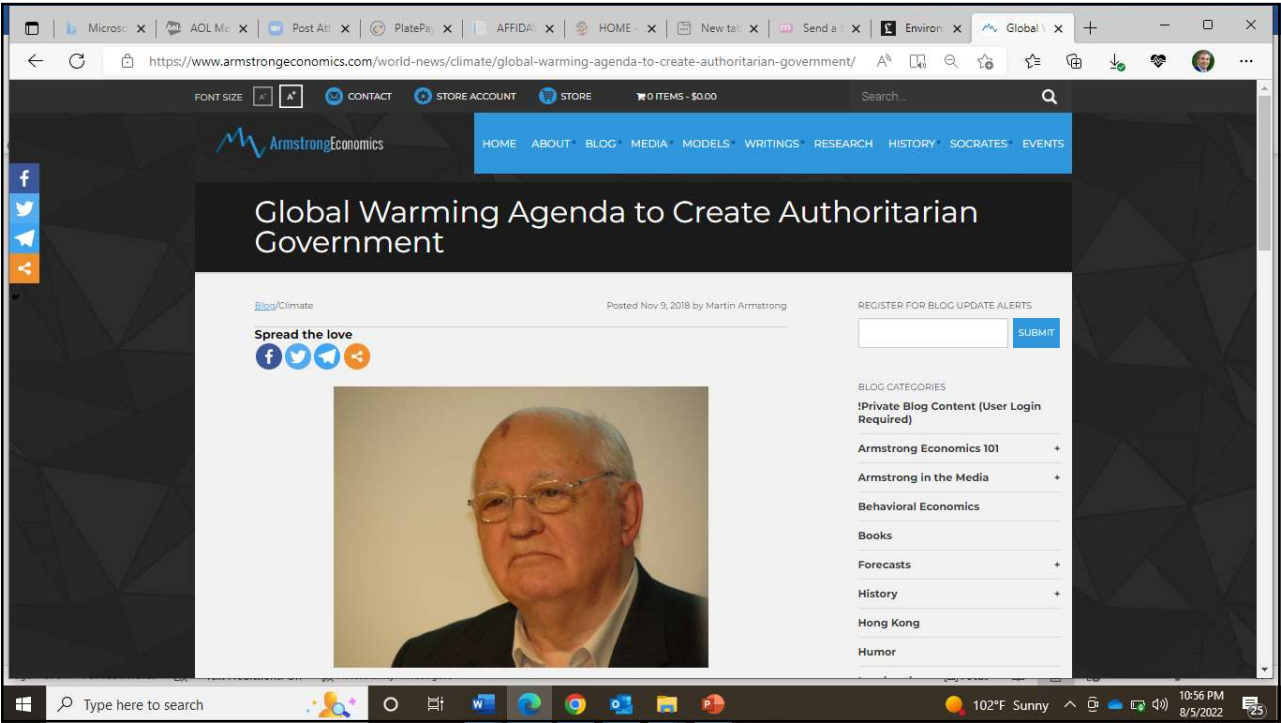 Microsc
AOL Ma
Post Att
PlatePay
AFFIDA
HOME -
New tab
Send a
Environ
Global \
https://www.armstrongeconomics.com/world-news/climate/global-warming-agenda-to-create-authoritarian-government/
FONT SIZE A- A+ CONTACT STORE ACCOUNT STORE 0 ITEMS - $0.00 Search...
ArmstrongEconomics
HOME ABOUT BLOG MEDIA MODELS WRITINGS RESEARCH HISTORY SOCRATES EVENTS
Global Warming Agenda to Create Authoritarian
Government
Blog/Climate Posted Nov 9, 2018 by Martin Armstrong
Spread the love
REGISTER FOR BLOG UPDATE ALERTS
SUBMIT
BLOG CATEGORIES
!Private Blog Content (User Login
Required)
Armstrong Economics 101 +
Armstrong in the Media +
Behavioral Economics
Books
Forecasts +
History +
Hong Kong
Humor
Type here to search
102°F Sunny
10:56 PM
8/5/2022
25